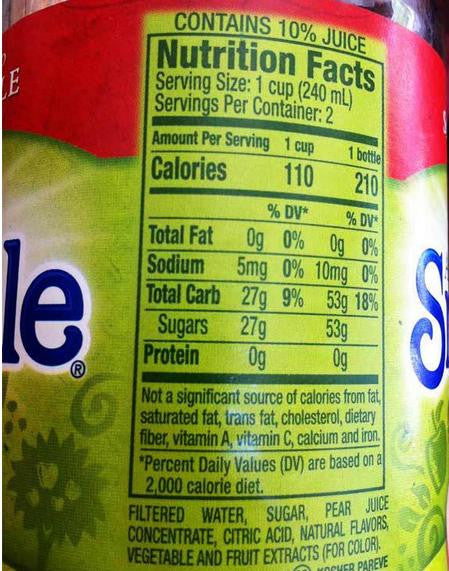 CONTAINS 10% JUICE
Nutrition Facts
Serving Size: 1 cup (240 mL)
Servings Per Container: 2
Amount Per Serving 1 cup 1 bottle
Calories 110 210
% DV* % DV*
Total Fat 0g 0% 0g 0%
Sodium 5mg 0% 10mg 0%
Total Carb 27g 9% 53g 18%
Sugars 27g 53g
Protein 0g 0g
Not a significant source of calories from fat,
saturated fat, trans fat, cholesterol, dietary
fiber, vitamin A, vitamin C, calcium and iron.
*Percent Daily Values (DV) are based on a
2,000 calorie diet.
FILTERED WATER, SUGAR, PEAR JUICE
CONCENTRATE, CITRIC ACID, NATURAL FLAVORS,
VEGETABLE AND FRUIT EXTRACTS (FOR COLOR).
KOSHER PAREVE
le®